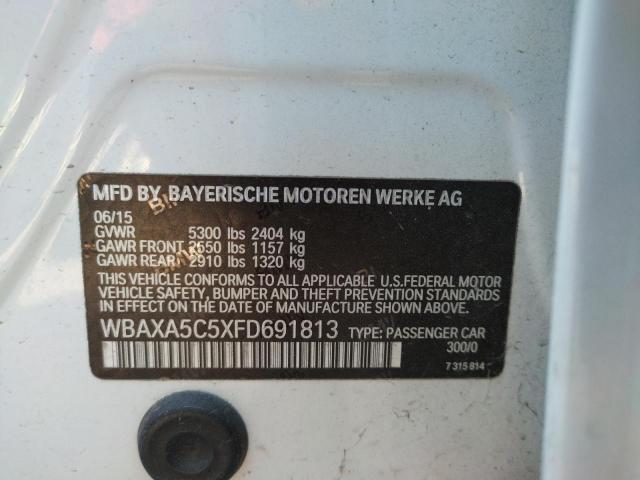 MFD BY BAYERISCHE MOTOREN WERKE AG
06/15
GVWR 5300 lbs 2404 kg
GAWR FRONT 2550 lbs 1157 kg
GAWR REAR 2910 lbs 1320 kg
THIS VEHICLE CONFORMS TO ALL APPLICABLE U.S.FEDERAL MOTOR
VEHICLE SAFETY, BUMPER AND THEFT PREVENTION STANDARDS
IN EFFECT ON THE DATE OF MANUFACTURE SHOWN ABOVE.
WBAXA5C5XFD691813 TYPE: PASSENGER CAR
300/0
7 315 814